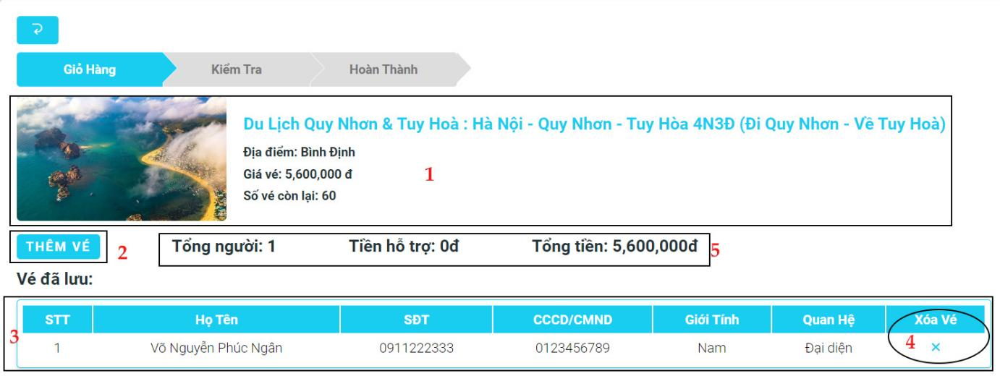 Giỏ Hàng Kiểm Tra Hoàn Thành
Du Lịch Quy Nhơn & Tuy Hoà : Hà Nội - Quy Nhơn - Tuy Hòa 4N3Đ (Đi Quy Nhơn - Về Tuy Hoà)
Địa điểm: Bình Định
Giá vé: 5,600,000 đ 1
Số vé còn lại: 60
THÊM VÉ 2 Tổng người: 1 Tiền hỗ trợ: 0đ Tổng tiền: 5,600,000đ 5
Vé đã lưu:
STT Họ Tên SĐT CCCD/CMND Giới Tính Quan Hệ Xóa Vé
3 1 Võ Nguyễn Phúc Ngân 0911222333 0123456789 Nam Đại diện 4 ×